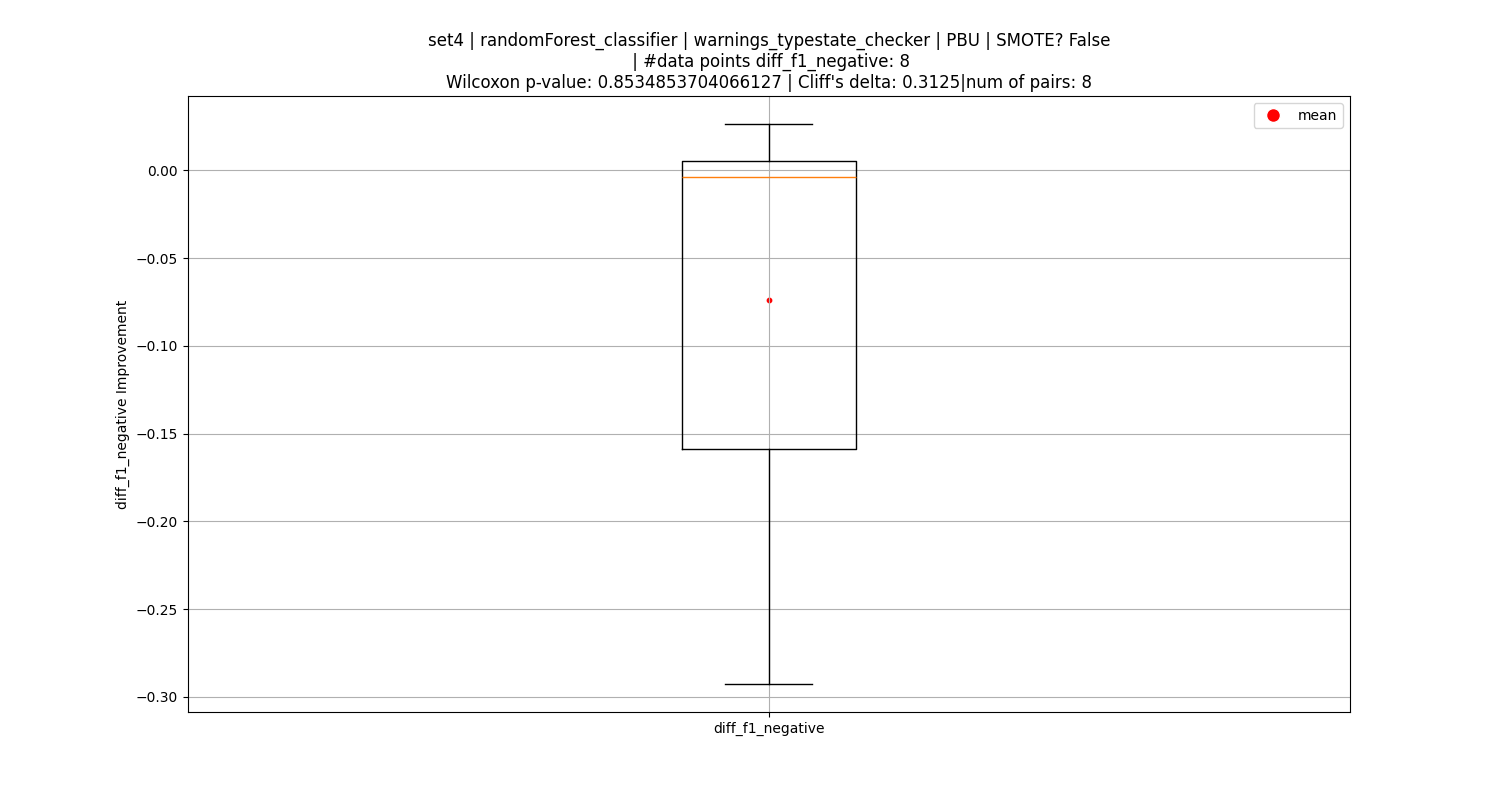 set4 | randomForest_classifier | warnings_typestate_checker | PBU | SMOTE? False
| #data points diff_f1_negative: 8
Wilcoxon p-value: 0.8534853704066127 | Cliff's delta: 0.3125|num of pairs: 8
mean
0.00
−0.05
−0.10
−0.15
−0.20
−0.25
−0.30
diff_f1_negative Improvement
diff_f1_negative